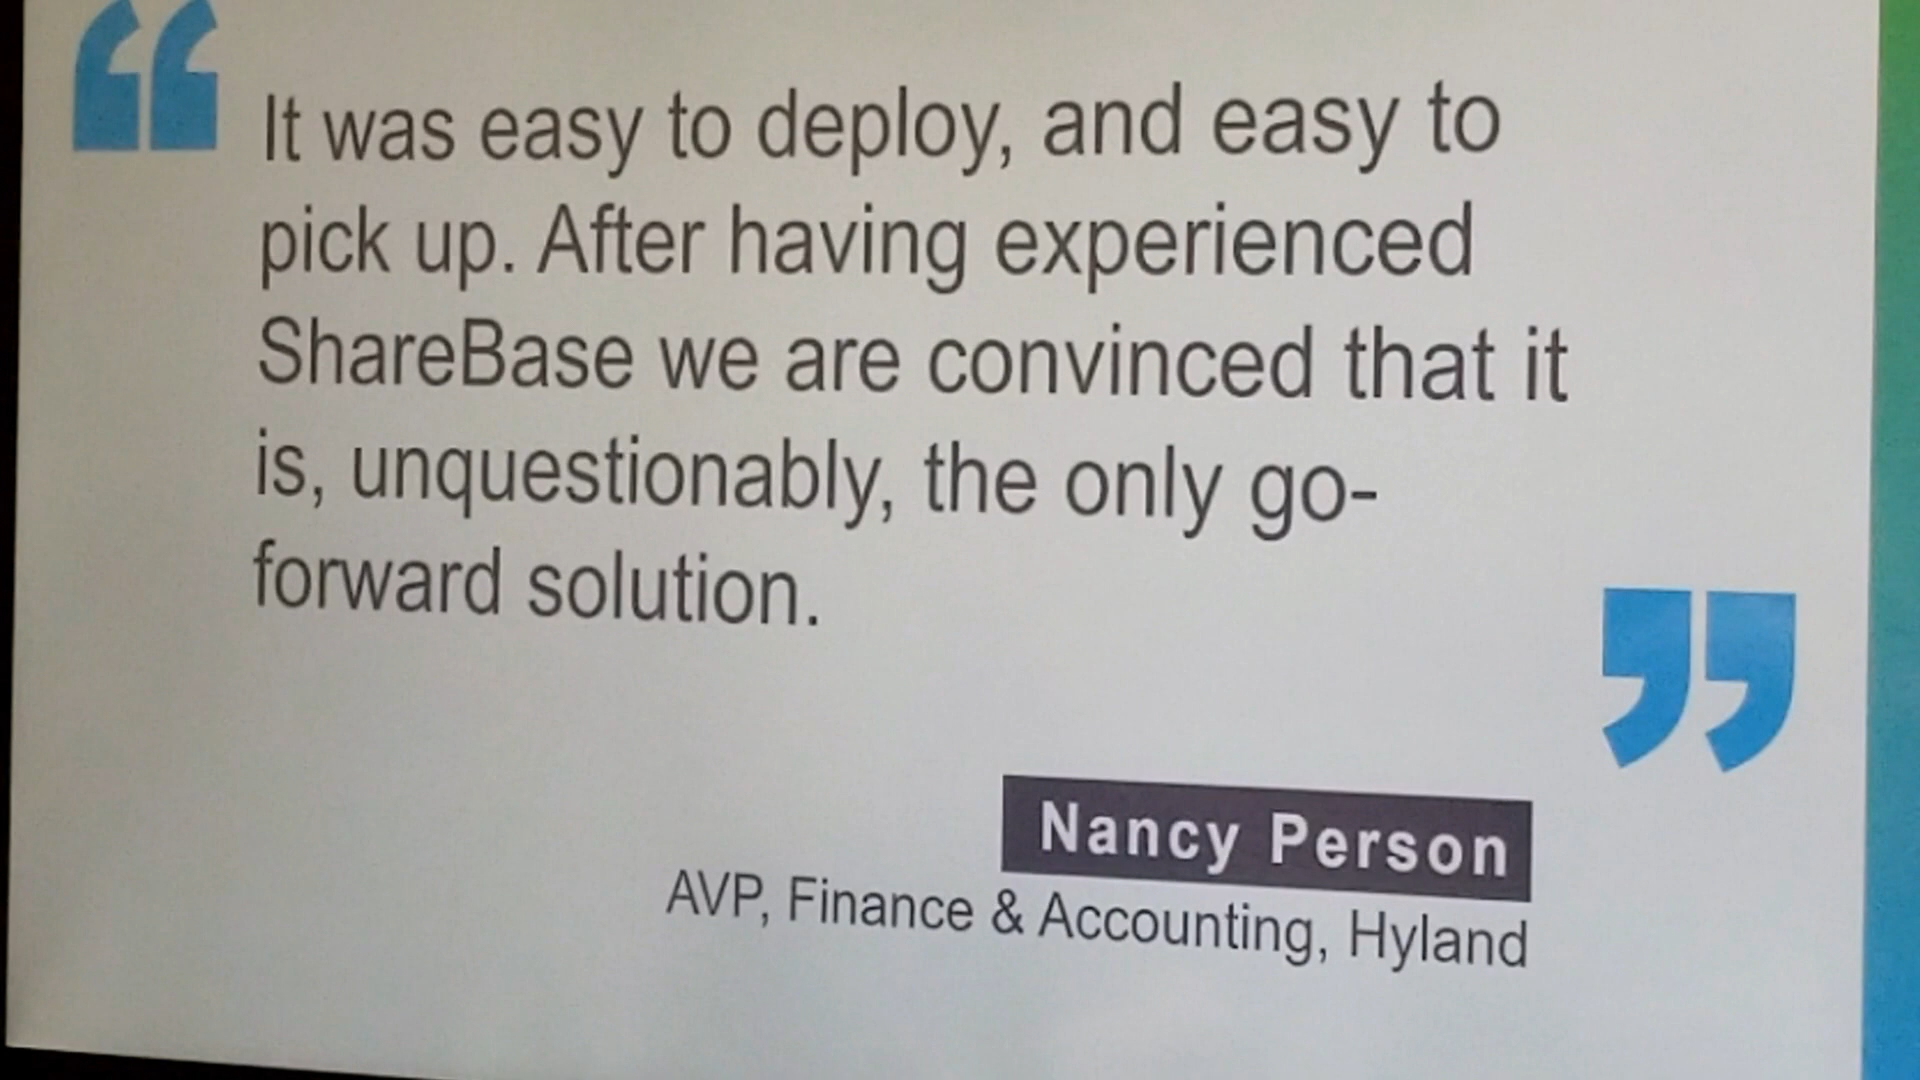 “ It was easy to deploy, and easy to
pick up. After having experienced
ShareBase we are convinced that it
is, unquestionably, the only go-
forward solution. ”
Nancy Person
AVP, Finance & Accounting, Hyland